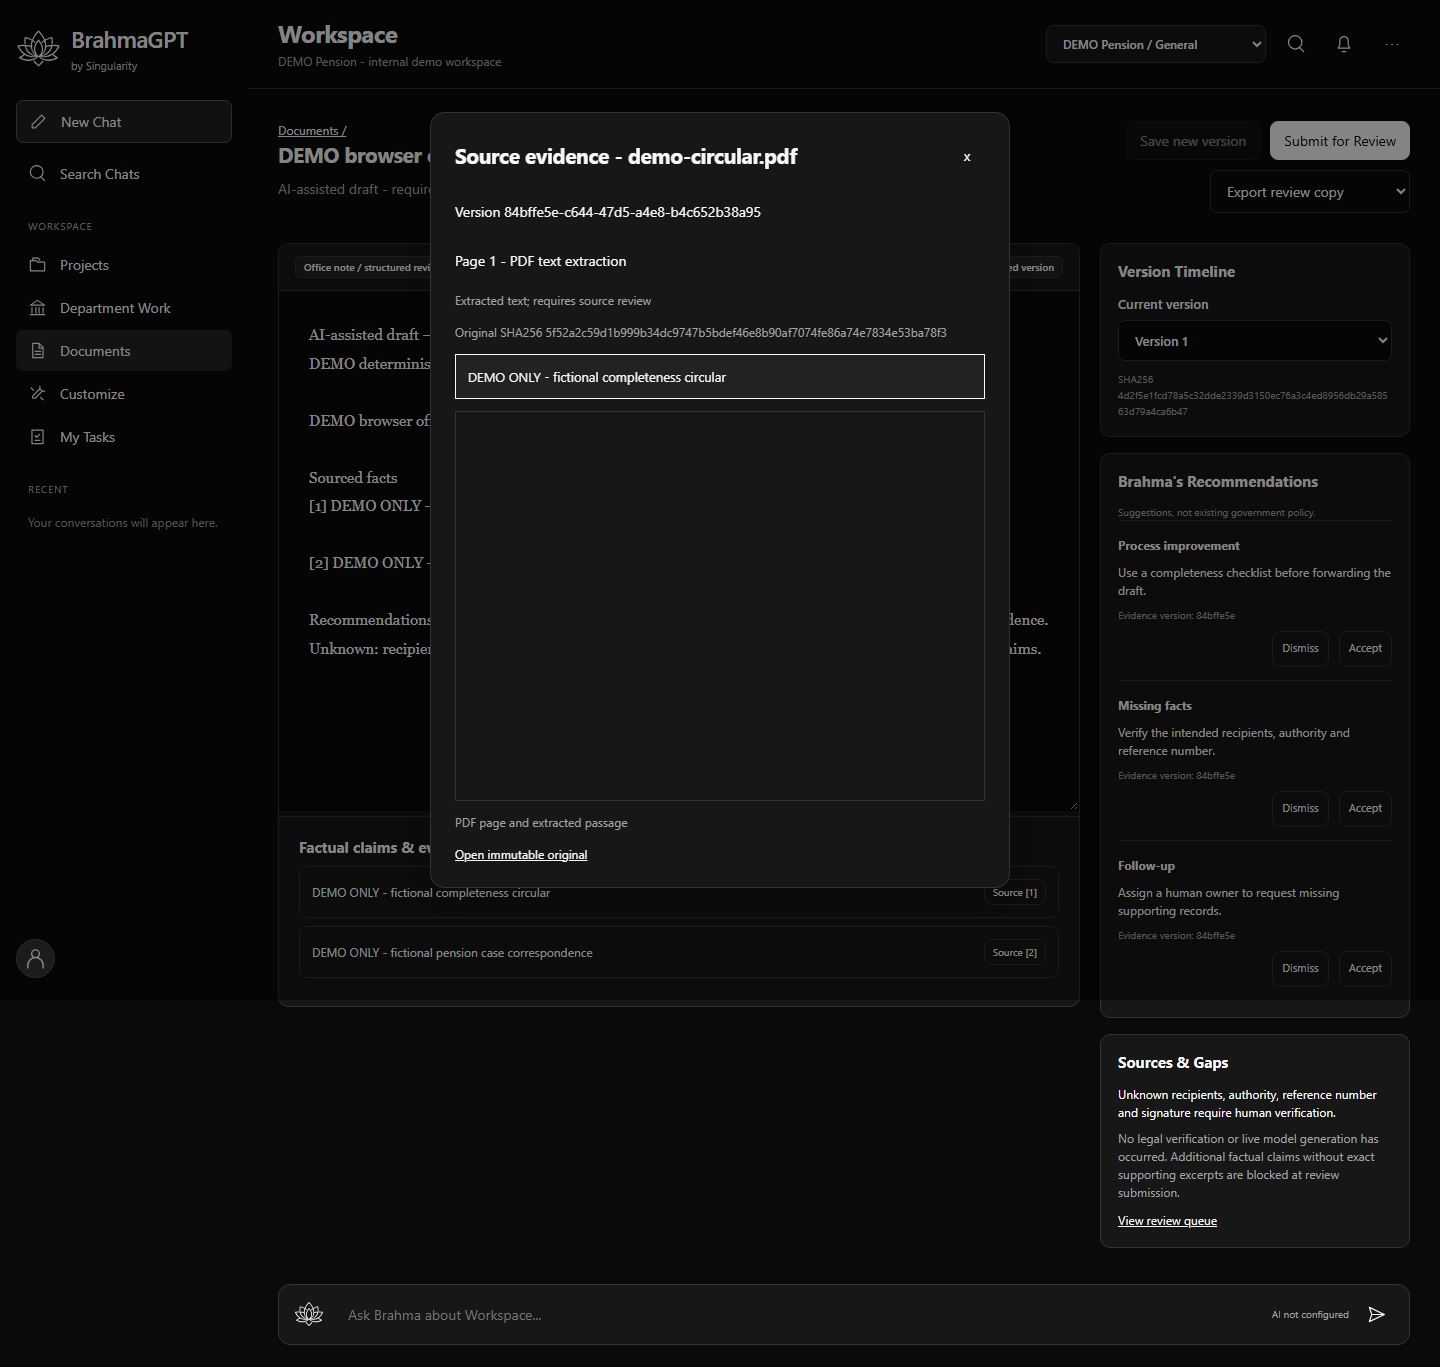 BrahmaGPT
by Singularity
New Chat
Search Chats
WORKSPACE
Projects
Department Work
Documents
Customize
My Tasks
RECENT
Your conversations will appear here.
Workspace
DEMO Pension - internal demo workspace
DEMO Pension / General
Documents /
DEMO browser
AI-assisted draft - requir
Save new version
Submit for Review
Export review copy
Office note / structured revi
ed version
AI-assisted draft –
DEMO determinis
DEMO browser of
Sourced facts
[1] DEMO ONLY -
[2] DEMO ONLY -
Recommendations
lence.
Unknown: recipie
aims.
Factual claims & ev
DEMO ONLY - fictional completeness circular
Source [1]
DEMO ONLY - fictional pension case correspondence
Source [2]
Source evidence - demo-circular.pdf
x
Version 84bffe5e-c644-47d5-a4e8-b4c652b38a95
Page 1 - PDF text extraction
Extracted text; requires source review
Original SHA256 5f52a2c59d1b999b34dc9747b5bdef46e8b90af7074fe86a74e7834e53ba78f3
DEMO ONLY - fictional completeness circular
PDF page and extracted passage
Open immutable original
Version Timeline
Current version
Version 1
SHA256
4d2f5e1fcd78a5c32dde2339d3150ec76a3c4ed8956db29a585
63d79a4ca6b47
Brahma's Recommendations
Suggestions, not existing government policy.
Process improvement
Use a completeness checklist before forwarding the
draft.
Evidence version: 84bffe5e
Dismiss
Accept
Missing facts
Verify the intended recipients, authority and
reference number.
Evidence version: 84bffe5e
Dismiss
Accept
Follow-up
Assign a human owner to request missing
supporting records.
Evidence version: 84bffe5e
Dismiss
Accept
Sources & Gaps
Unknown recipients, authority, reference number
and signature require human verification.
No legal verification or live model generation has
occurred. Additional factual claims without exact
supporting excerpts are blocked at review
submission.
View review queue
Ask Brahma about Workspace...
AI not configured